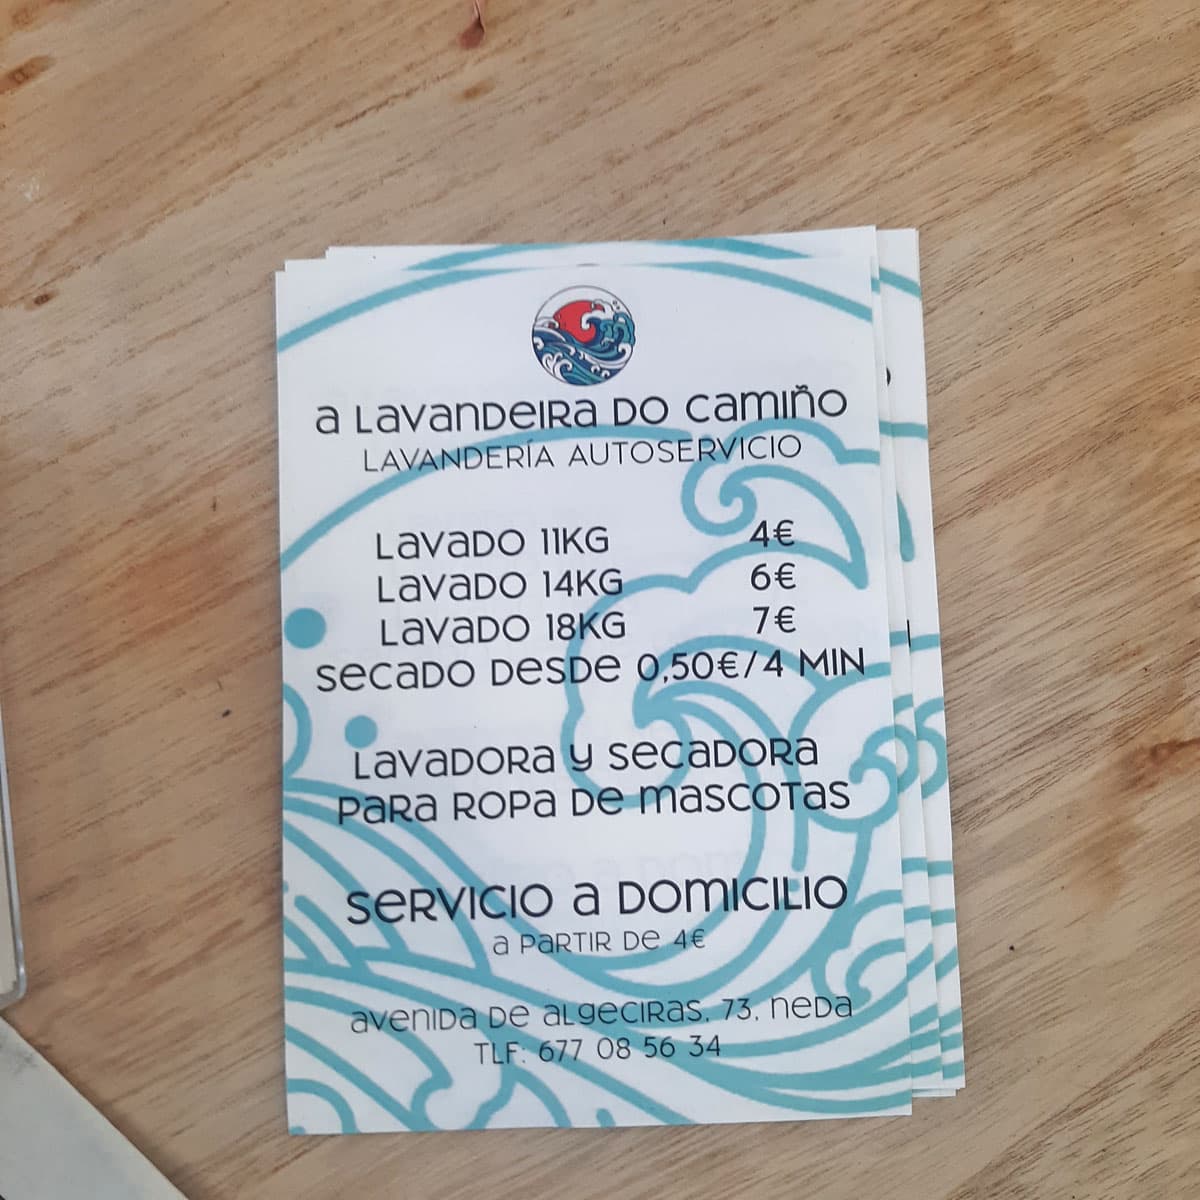 A LAVANDEIRA DO CAMIÑO
LAVANDERÍA AUTOSERVICIO
LAVADO 11KG 4€
LAVADO 14KG 6€
LAVADO 18KG 7€
SECADO DESDE 0,50€/4 MIN
LAVADORA Y SECADORA
PARA ROPA DE MASCOTAS
SERVICIO A DOMICILIO
A PARTIR DE 4€
AVENIDA DE ALGECIRAS, 73, NEDA
TLF: 677 08 56 34